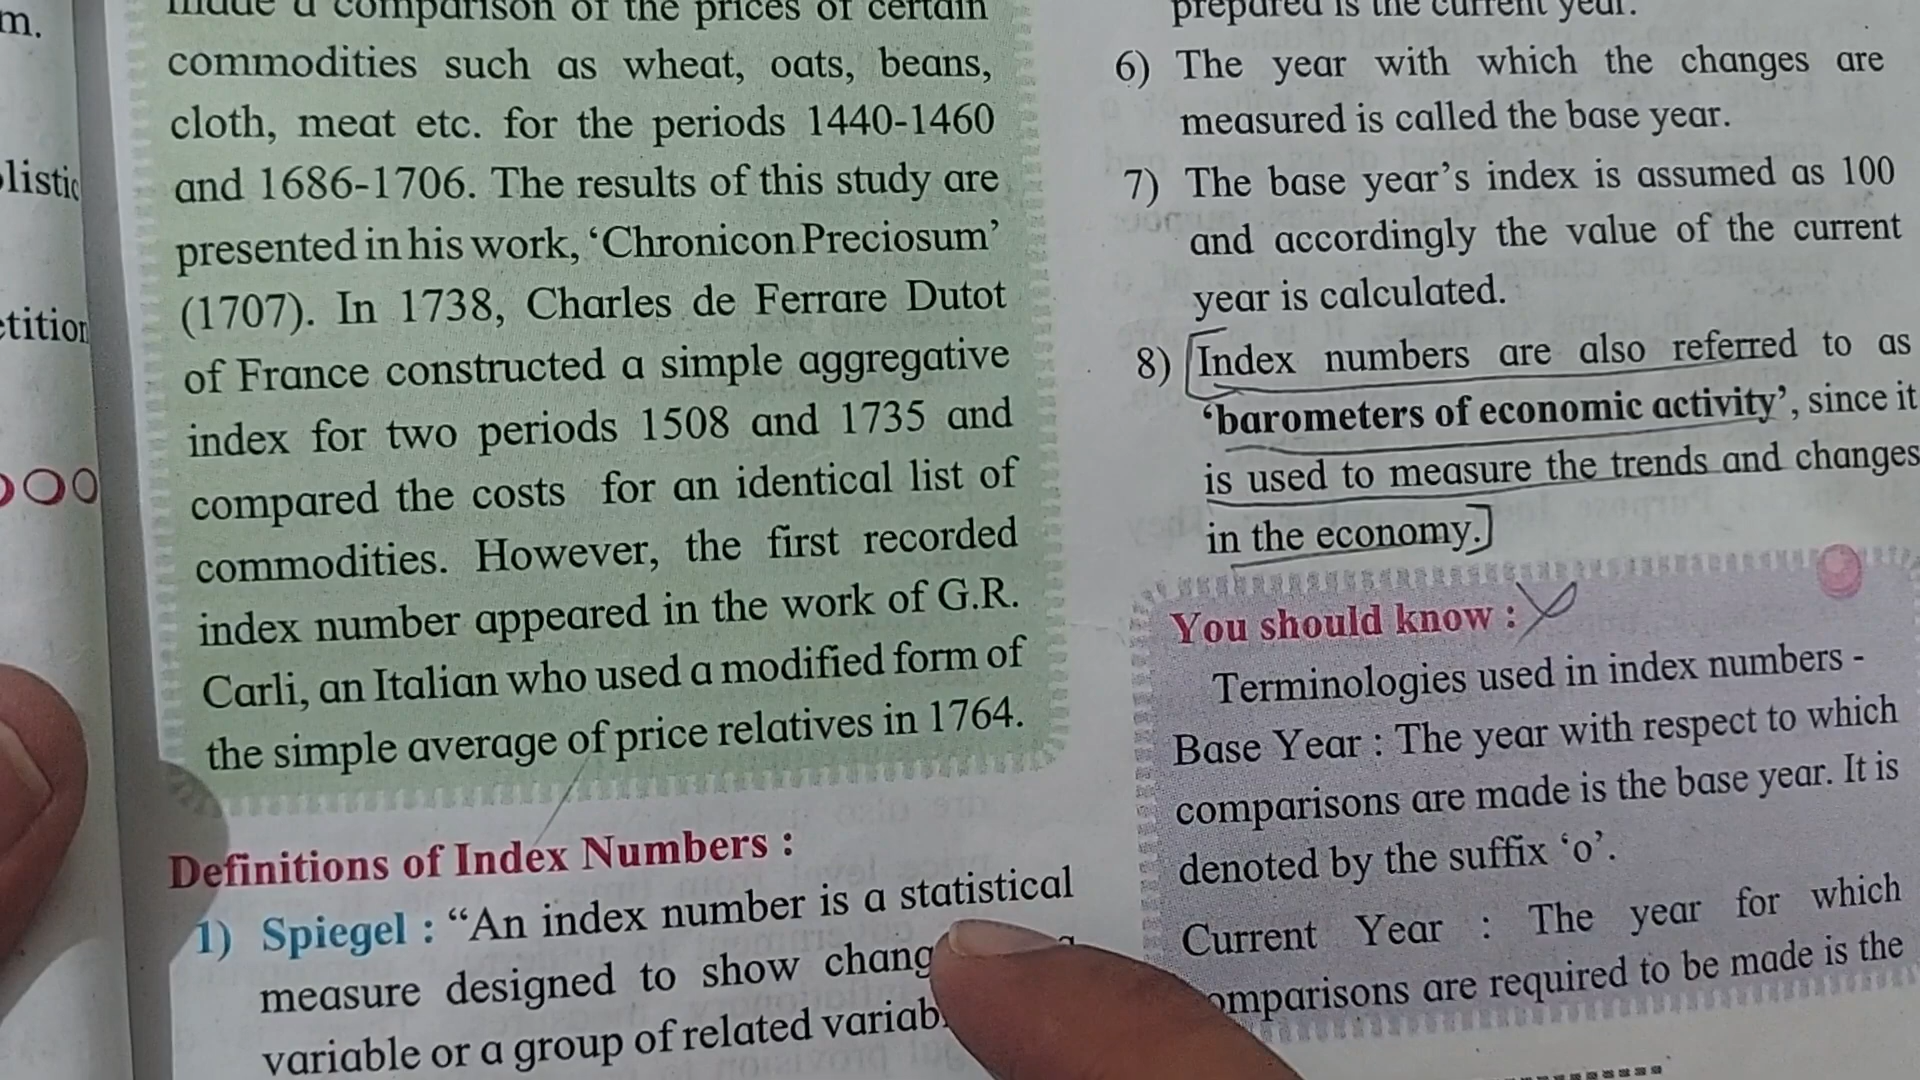 m.
listic
etition
made a comparison of the prices of certain
commodities such as wheat, oats, beans,
cloth, meat etc. for the periods 1440-1460
and 1686-1706. The results of this study are
presented in his work, ‘Chronicon Preciosum’
(1707). In 1738, Charles de Ferrare Dutot
of France constructed a simple aggregative
index for two periods 1508 and 1735 and
compared the costs for an identical list of
commodities. However, the first recorded
index number appeared in the work of G.R.
Carli, an Italian who used a modified form of
the simple average of price relatives in 1764.
Definitions of Index Numbers :
1) Spiegel : “An index number is a statistical
measure designed to show chang
variable or a group of related variab
prepared is the current year.
6) The year with which the changes are
measured is called the base year.
7) The base year’s index is assumed as 100
and accordingly the value of the current
year is calculated.
8) Index numbers are also referred to as
‘barometers of economic activity’, since it
is used to measure the trends and changes
in the economy.
You should know :
Terminologies used in index numbers -
Base Year : The year with respect to which
comparisons are made is the base year. It is
denoted by the suffix ‘o’.
Current Year : The year for which
omparisons are required to be made is the